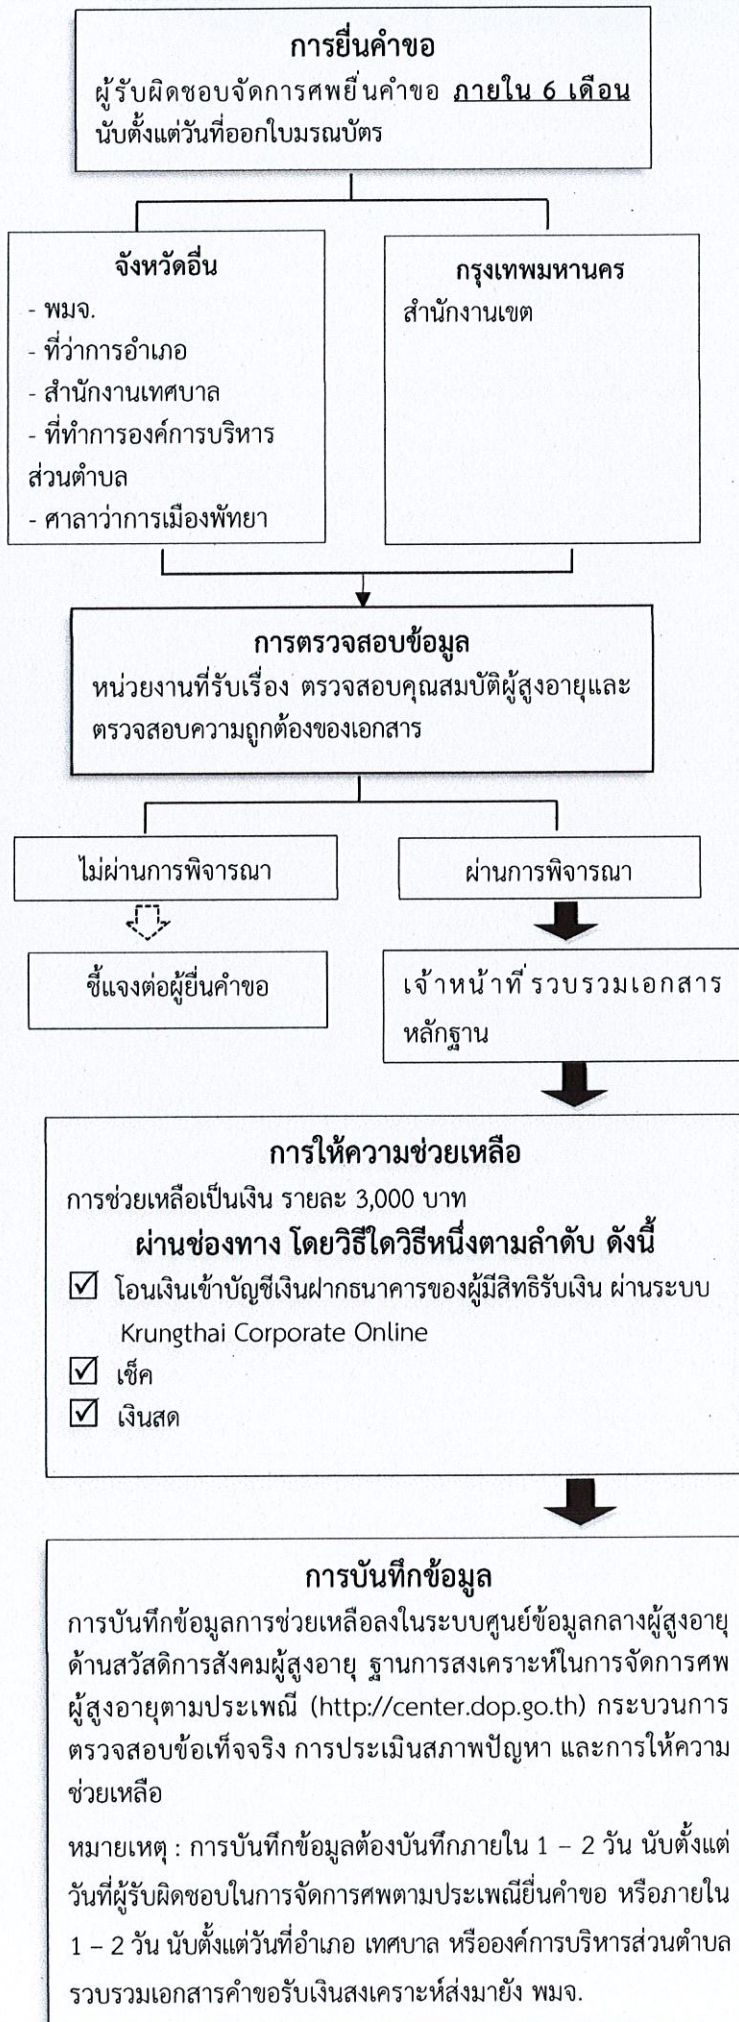 การยื่นคำขอ
ผู้รับผิดชอบจัดการศพยื่นคำขอ ภายใน 6 เดือน
นับตั้งแต่วันที่ออกใบมรณบัตร
จังหวัดอื่น
- พมจ.
- ที่ว่าการอำเภอ
- สำนักงานเทศบาล
- ที่ทำการองค์การบริหาร
ส่วนตำบล
- ศาลาว่าการเมืองพัทยา
กรุงเทพมหานคร
สำนักงานเขต
การตรวจสอบข้อมูล
หน่วยงานที่รับเรื่อง ตรวจสอบคุณสมบัติผู้สูงอายุและ
ตรวจสอบความถูกต้องของเอกสาร
ไม่ผ่านการพิจารณา
ผ่านการพิจารณา
ชี้แจงต่อผู้ยื่นคำขอ
เจ้าหน้าที่รวบรวมเอกสาร
หลักฐาน
การให้ความช่วยเหลือ
การช่วยเหลือเป็นเงิน รายละ 3,000 บาท
ผ่านช่องทาง โดยวิธีใดวิธีหนึ่งตามลำดับ ดังนี้
☑ โอนเงินเข้าบัญชีเงินฝากธนาคารของผู้มีสิทธิรับเงิน ผ่านระบบ
Krungthai Corporate Online
☑ เช็ค
☑ เงินสด
การบันทึกข้อมูล
การบันทึกข้อมูลการช่วยเหลือลงในระบบศูนย์ข้อมูลกลางผู้สูงอายุ
ด้านสวัสดิการสังคมผู้สูงอายุ ฐานการสงเคราะห์ในการจัดการศพ
ผู้สูงอายุตามประเพณี (http://center.dop.go.th) กระบวนการ
ตรวจสอบข้อเท็จจริง การประเมินสภาพปัญหา และการให้ความ
ช่วยเหลือ
หมายเหตุ : การบันทึกข้อมูลต้องบันทึกภายใน 1 – 2 วัน นับตั้งแต่
วันที่ผู้รับผิดชอบในการจัดการศพตามประเพณียื่นคำขอ หรือภายใน
1 – 2 วัน นับตั้งแต่วันที่อำเภอ เทศบาล หรือองค์การบริหารส่วนตำบล
รวบรวมเอกสารคำขอรับเงินสงเคราะห์ส่งมายัง พมจ.